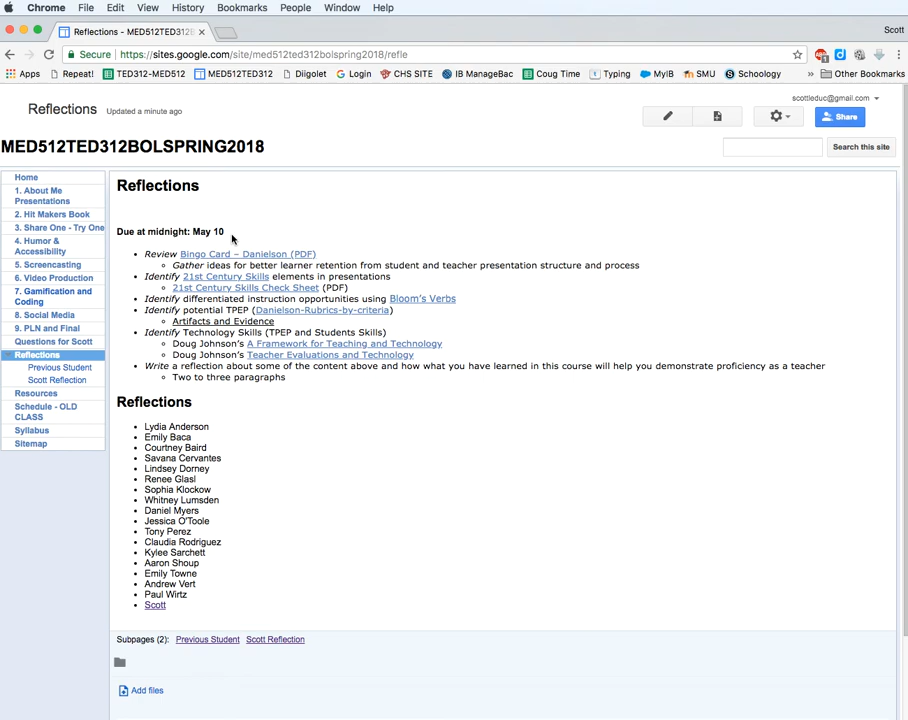 Chrome File Edit View History Bookmarks People Window Help
Reflections - MED512TED312B
Scott
Secure https://sites.google.com/site/med512ted312bolspring2018/refle
Apps Repeat! TED312-MED512 MED512TED312 Diigolet Login CHS SITE IB ManageBac Coug Time Typing MyIB SMU Schoology Other Bookmarks
scottleduc@gmail.com
Reflections Updated a minute ago
Share
MED512TED312BOLSPRING2018
Search this site
Home
1. About Me
Presentations
2. Hit Makers Book
3. Share One - Try One
4. Humor &
Accessibility
5. Screencasting
6. Video Production
7. Gamification and
Coding
8. Social Media
9. PLN and Final
Questions for Scott
Reflections
Previous Student
Scott Reflection
Resources
Schedule - OLD
CLASS
Syllabus
Sitemap
Reflections
Due at midnight: May 10
Review Bingo Card – Danielson (PDF)
Gather ideas for better learner retention from student and teacher presentation structure and process
Identify 21st Century Skills elements in presentations
21st Century Skills Check Sheet (PDF)
Identify differentiated instruction opportunities using Bloom's Verbs
Identify potential TPEP (Danielson-Rubrics-by-criteria)
Artifacts and Evidence
Identify Technology Skills (TPEP and Students Skills)
Doug Johnson's A Framework for Teaching and Technology
Doug Johnson's Teacher Evaluations and Technology
Write a reflection about some of the content above and how what you have learned in this course will help you demonstrate proficiency as a teacher
Two to three paragraphs
Reflections
Lydia Anderson
Emily Baca
Courtney Baird
Savana Cervantes
Lindsey Dorney
Renee Glasl
Sophia Klockow
Whitney Lumsden
Daniel Myers
Jessica O'Toole
Tony Perez
Claudia Rodriguez
Kylee Sarchett
Aaron Shoup
Emily Towne
Andrew Vert
Paul Wirtz
Scott
Subpages (2): Previous Student Scott Reflection
Add files